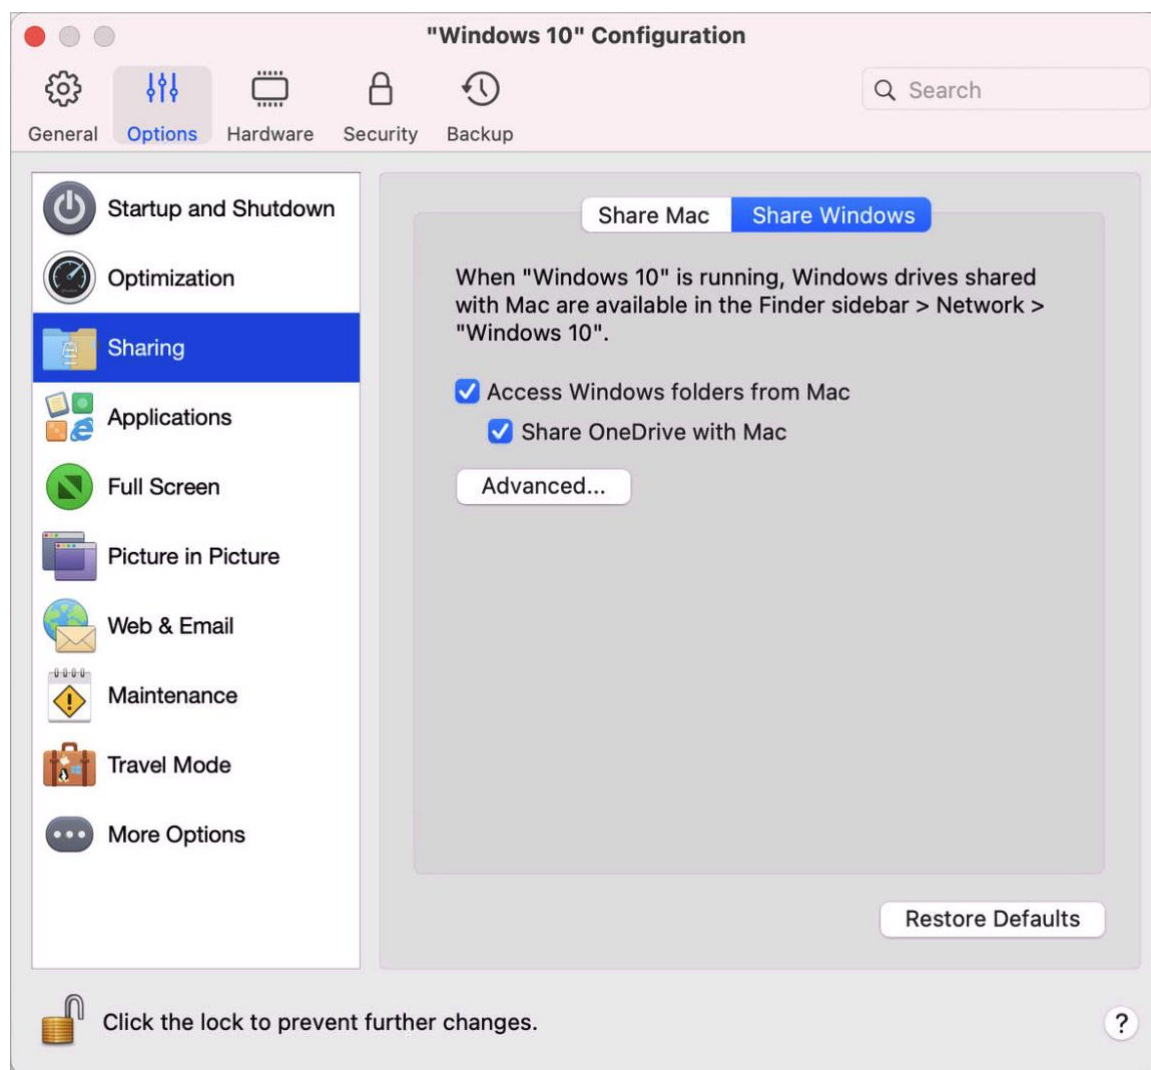 "Windows 10" Configuration
General Options Hardware Security Backup
Search
Startup and Shutdown
Optimization
Sharing
Applications
Full Screen
Picture in Picture
Web & Email
Maintenance
Travel Mode
More Options
Share Mac Share Windows
When "Windows 10" is running, Windows drives shared
with Mac are available in the Finder sidebar > Network >
"Windows 10".
Access Windows folders from Mac
Share OneDrive with Mac
Advanced...
Restore Defaults
Click the lock to prevent further changes.
?